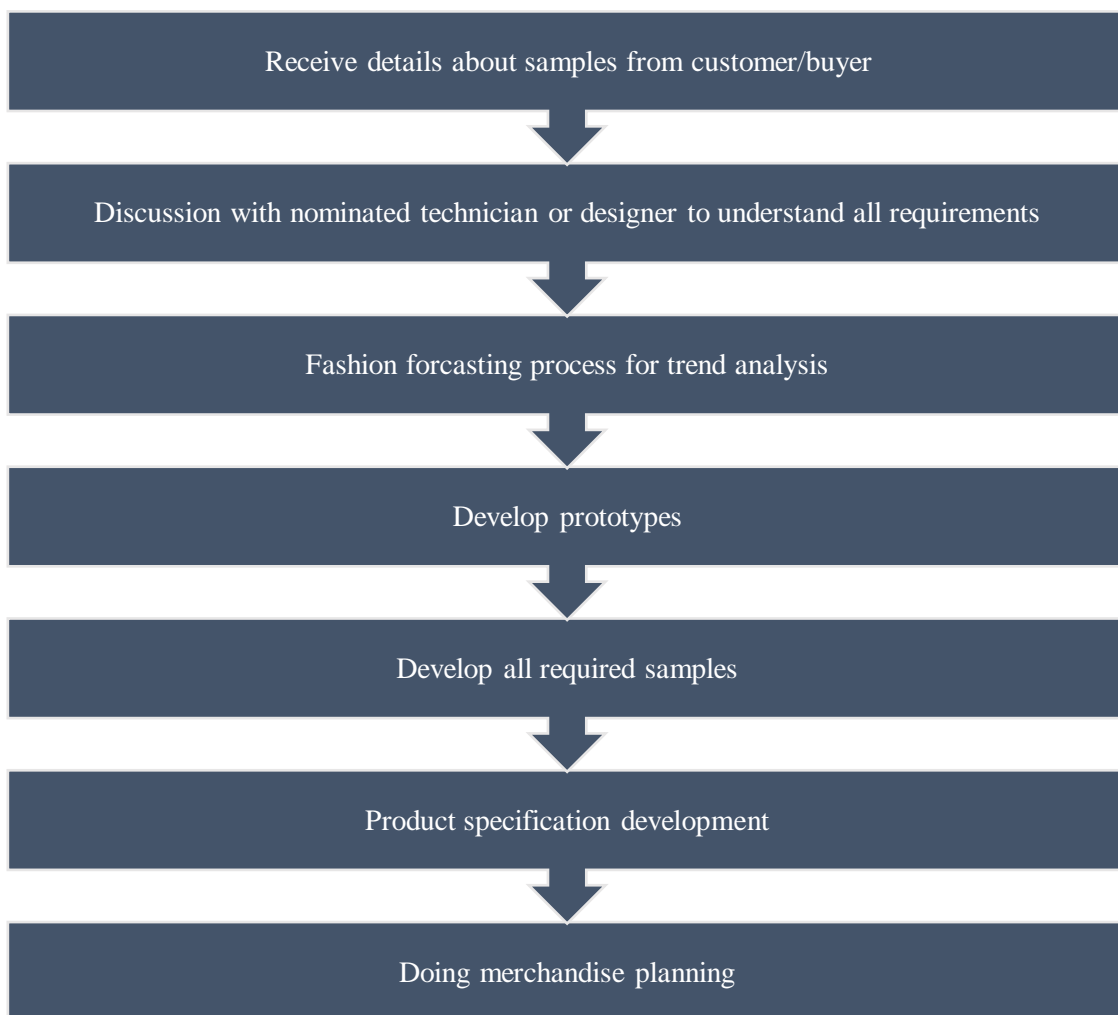 Receive details about samples from customer/buyer
Discussion with nominated technician or designer to understand all requirements
Fashion forcasting process for trend analysis
Develop prototypes
Develop all required samples
Product specification development
Doing merchandise planning